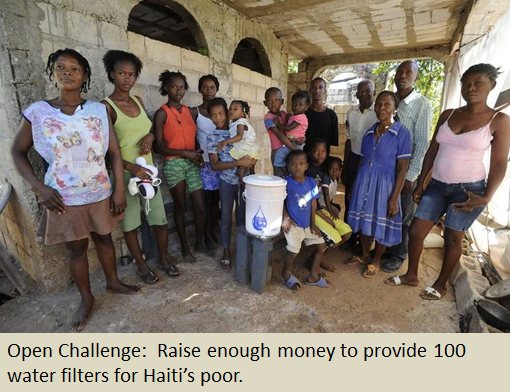 Open Challenge:  Raise enough money to provide 100
water filters for Haiti’s poor.